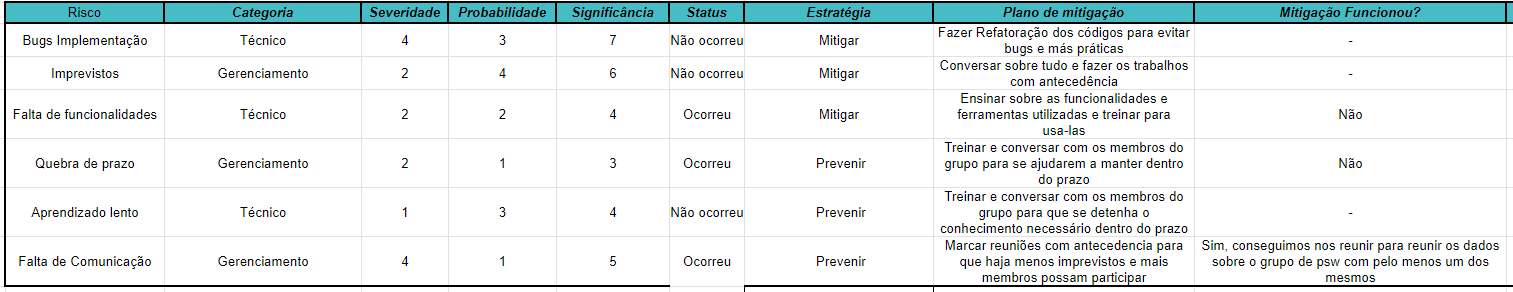 Risco Categoria Severidade Probabilidade Significância Status Estratégia Plano de mitigação Mitigação Funcionou?
Bugs Implementação Técnico 4 3 7 Não ocorreu Mitigar Fazer Refatoração dos códigos para evitar
bugs e más práticas -
Imprevistos Gerenciamento 2 4 6 Não ocorreu Mitigar Conversar sobre tudo e fazer os trabalhos
com antecedência -
Falta de funcionalidades Técnico 2 2 4 Ocorreu Mitigar Ensinar sobre as funcionalidades e
ferramentas utilizadas e treinar para
usa-las Não
Quebra de prazo Gerenciamento 2 1 3 Ocorreu Prevenir Treinar e conversar com os membros do
grupo para se ajudarem a manter dentro
do prazo Não
Aprendizado lento Técnico 1 3 4 Não ocorreu Prevenir Treinar e conversar com os membros do
grupo para que se detenha o
conhecimento necessário dentro do prazo -
Falta de Comunicação Gerenciamento 4 1 5 Ocorreu Prevenir Marcar reuniões com antecedencia para
que haja menos imprevistos e mais
membros possam participar Sim, conseguimos nos reunir para reunir os dados
sobre o grupo de psw com pelo menos um dos
mesmos